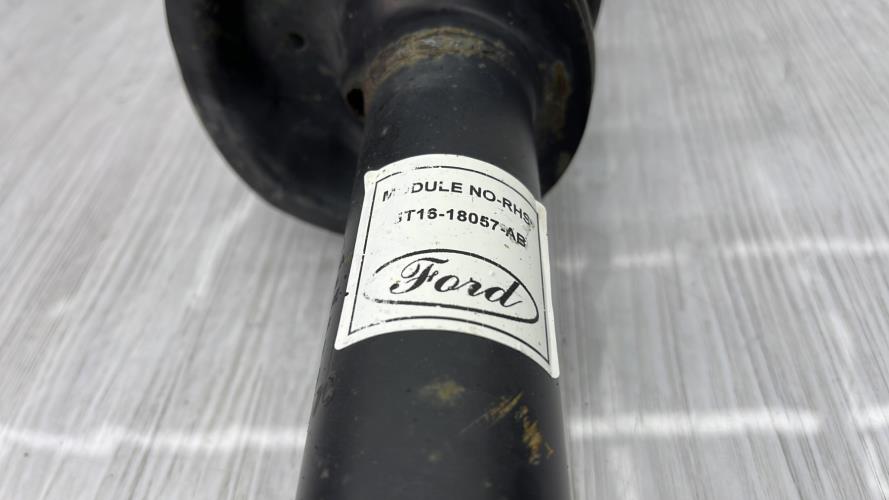 MODULE NO-RHS
T16-18057-AB
Ford